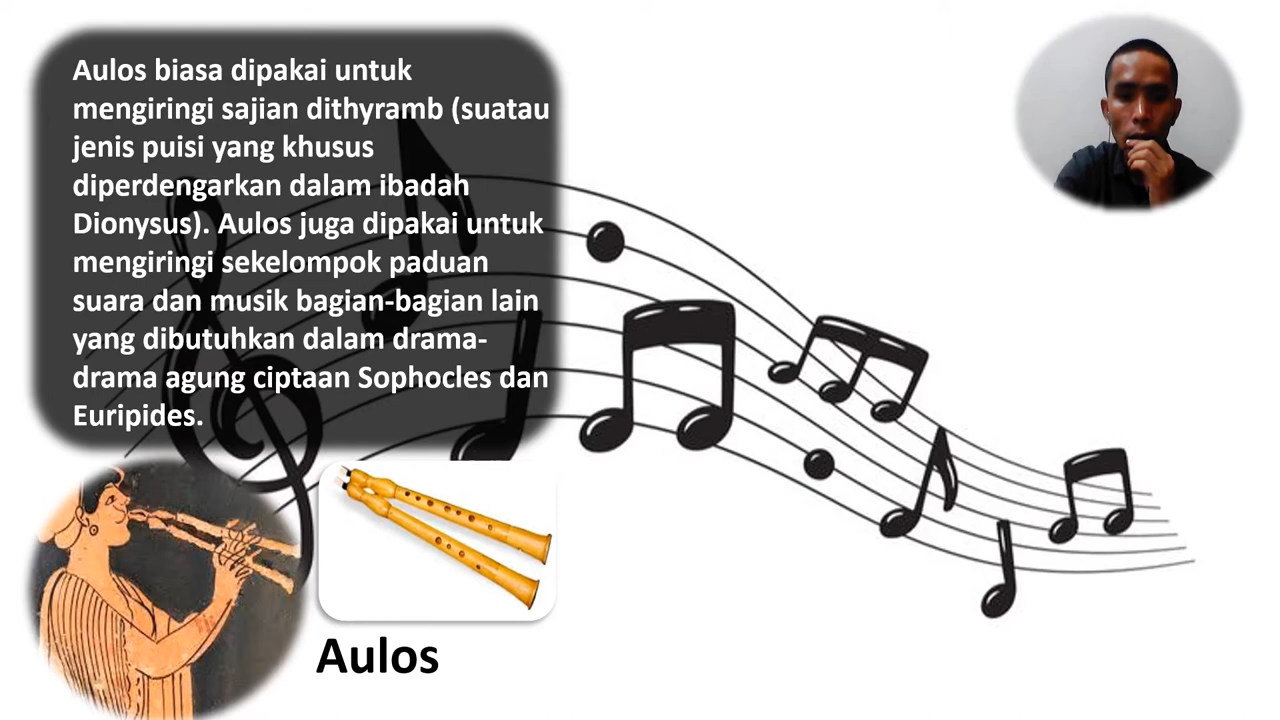 Aulos biasa dipakai untuk
mengiringi sajian dithyramb (suatau
jenis puisi yang khusus
diperdengarkan dalam ibadah
Dionysus). Aulos juga dipakai untuk
mengiringi sekelompok paduan
suara dan musik bagian-bagian lain
yang dibutuhkan dalam drama-
drama agung ciptaan Sophocles dan
Euripides.
Aulos